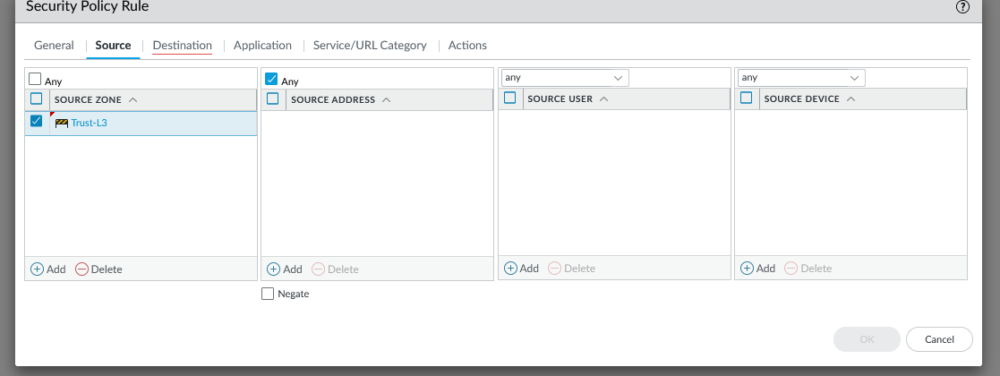 Security Policy Rule
General | Source | Destination | Application | Service/URL Category | Actions
Any
Any
any
any
SOURCE ZONE
SOURCE ADDRESS
SOURCE USER
SOURCE DEVICE
Trust-L3
Add Delete
Add Delete
Add Delete
Add Delete
Negate
OK
Cancel